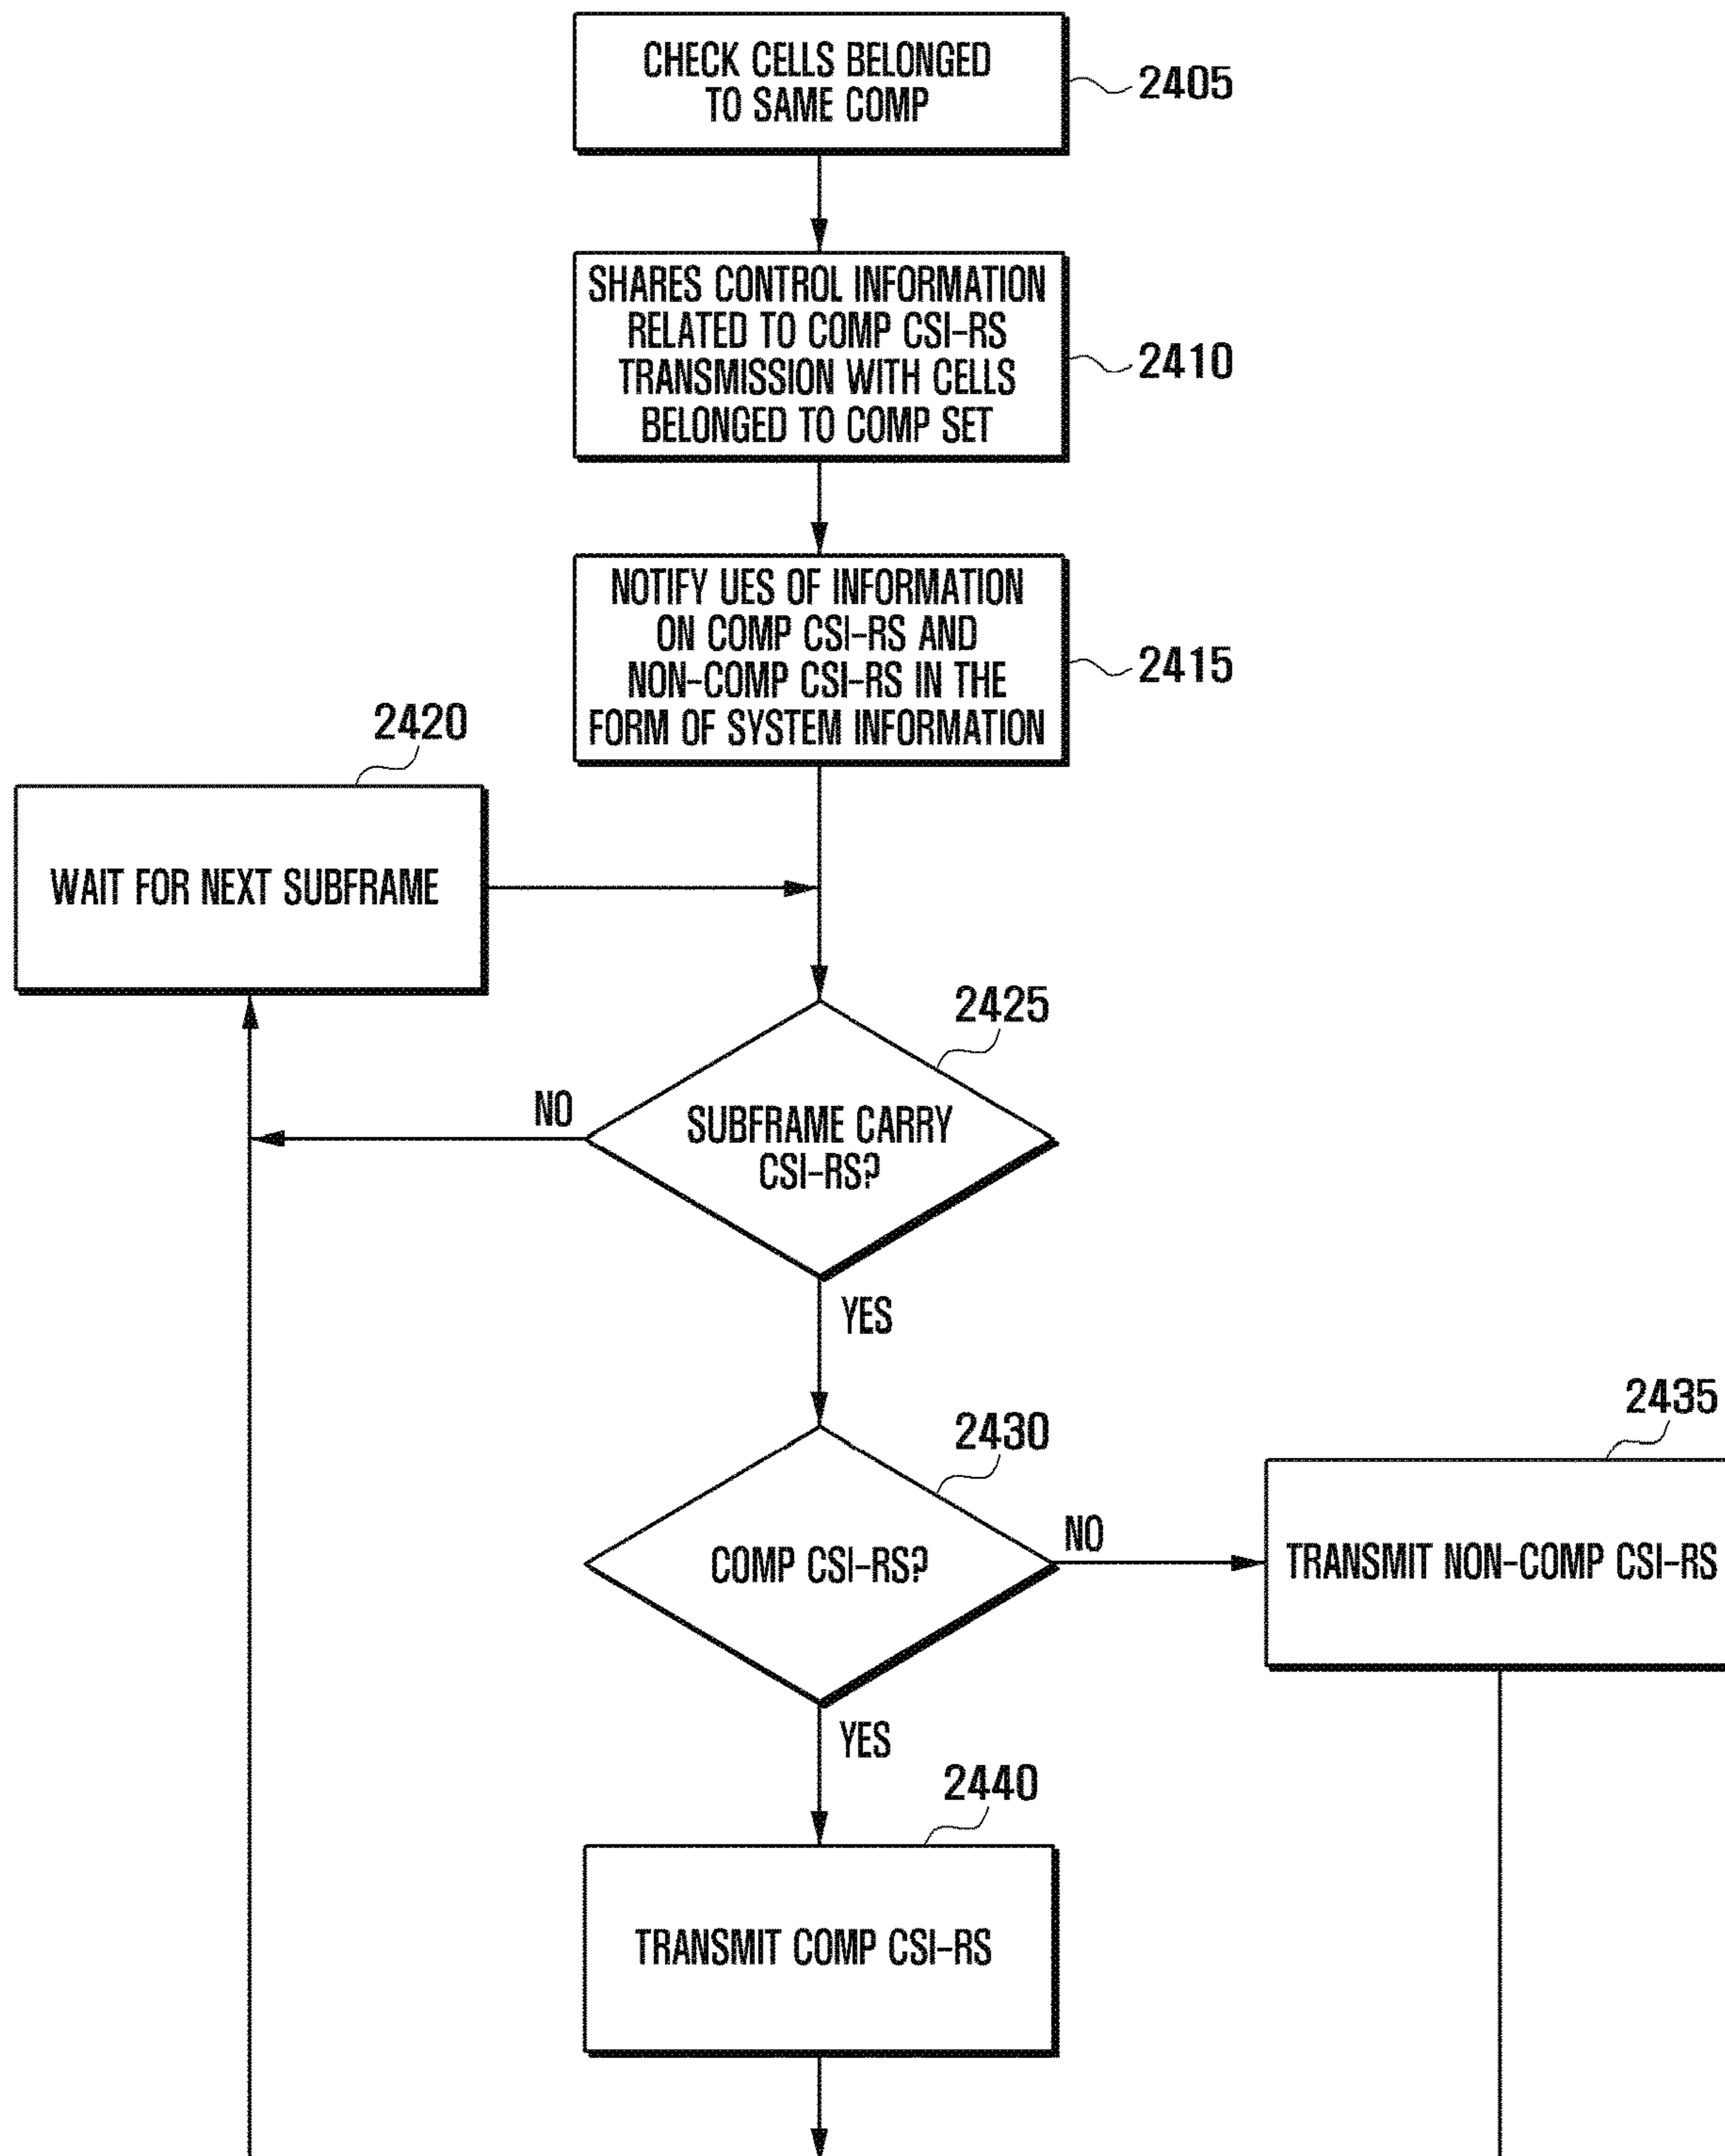 CHECK CELLS BELONGED
TO SAME COMP
2405
SHARES CONTROL INFORMATION
RELATED TO COMP CSI-RS
TRANSMISSION WITH CELLS
BELONGED TO COMP SET
2410
NOTIFY UES OF INFORMATION
ON COMP CSI-RS AND
NON-COMP CSI-RS IN THE
FORM OF SYSTEM INFORMATION
2415
2420
WAIT FOR NEXT SUBFRAME
2425
NO
SUBFRAME CARRY
CSI-RS?
YES
2430
2435
COMP CSI-RS?
NO
TRANSMIT NON-COMP CSI-RS
YES
2440
TRANSMIT COMP CSI-RS